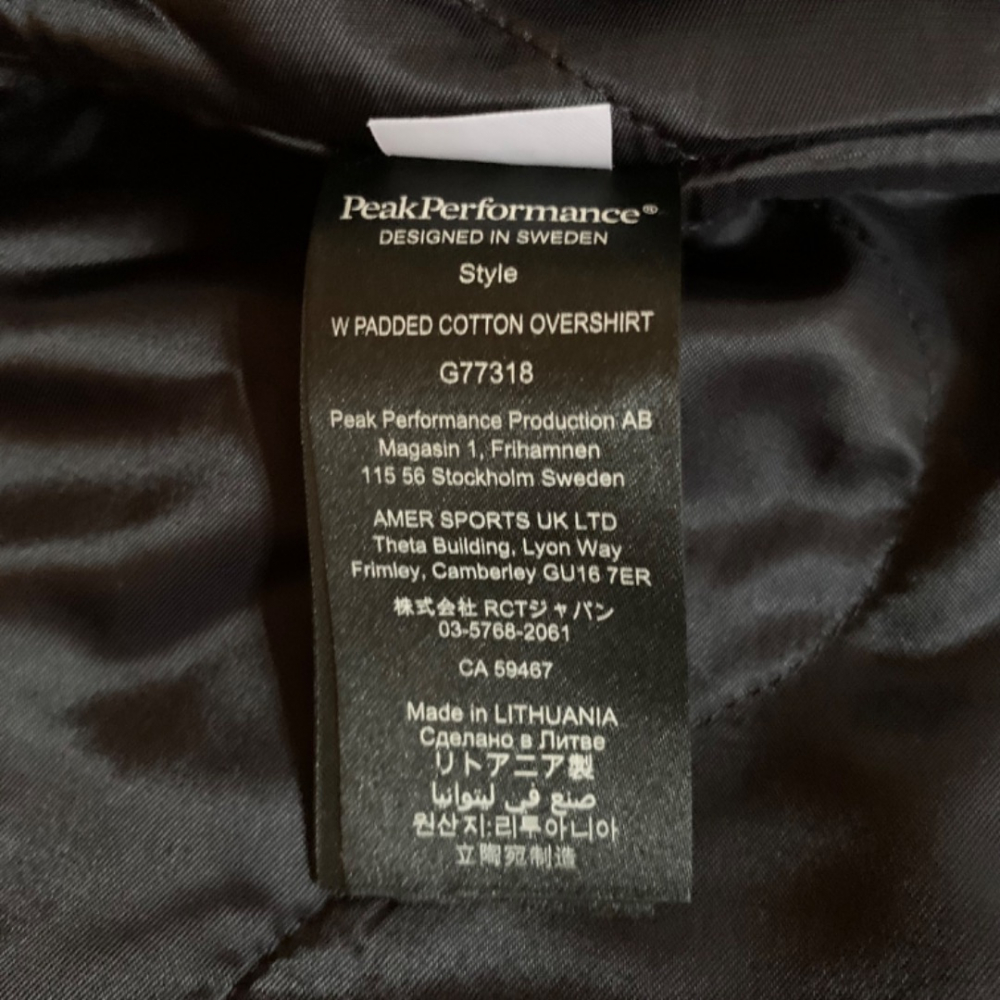 PeakPerformance®
DESIGNED IN SWEDEN
Style
W PADDED COTTON OVERSHIRT
G77318
Peak Performance Production AB
Magasin 1, Frihamnen
115 56 Stockholm Sweden
AMER SPORTS UK LTD
Theta Building, Lyon Way
Frimley, Camberley GU16 7ER
株式会社 RCTジャパン
03-5768-2061
CA 59467
Made in LITHUANIA
Сделано в Литве
リトアニア製
صنع في ليتوانيا
원산지:리투아니아
立陶宛制造